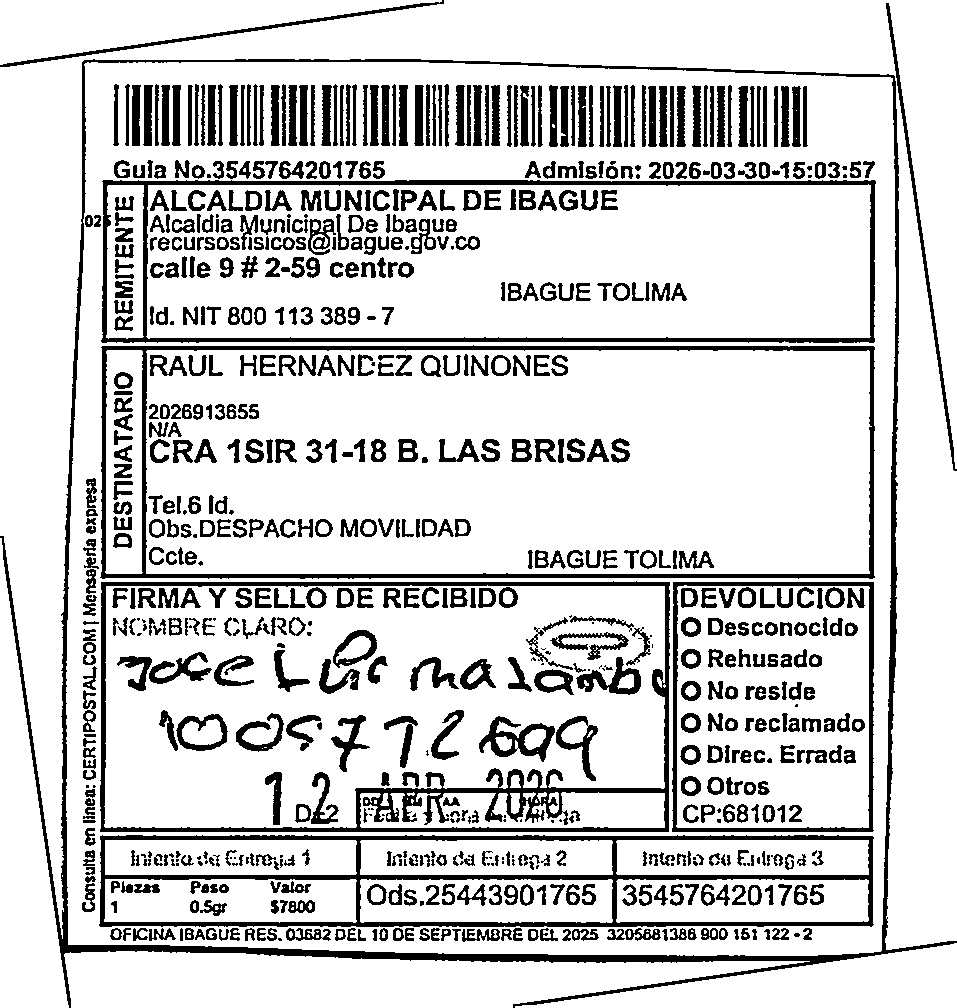 Guia No.3545764201765 Admisión: 2026-03-30-15:03:57
REMITENTE
ALCALDIA MUNICIPAL DE IBAGUE
Alcaldia Municipal De Ibague
recursosfisicos@ibague.gov.co
calle 9 # 2-59 centro
IBAGUE TOLIMA
Id. NIT 800 113 389 - 7
DESTINATARIO
RAUL HERNANDEZ QUINONES
2026913655
N/A
CRA 1SIR 31-18 B. LAS BRISAS
Tel.6 Id.
Obs.DESPACHO MOVILIDAD
Ccte. IBAGUE TOLIMA
Consulta en linea: CERTIPOSTAL.COM | Mensajeria expresa
FIRMA Y SELLO DE RECIBIDO
NOMBRE CLARO:
Jose Luis Malambo
1005712699
12 ABR 2026
DEVOLUCION
Desconocido
Rehusado
No reside
No reclamado
Direc. Errada
Otros
CP:681012
Intento de Entrega 1 Intento de Entrega 2 Intento de Entrega 3
Piezas Peso Valor
1 0.5gr $7800
Ods.25443901765 3545764201765
OFICINA IBAGUE RES. 03682 DEL 10 DE SEPTIEMBRE DEL 2025 3205681386 900 151 122 - 2